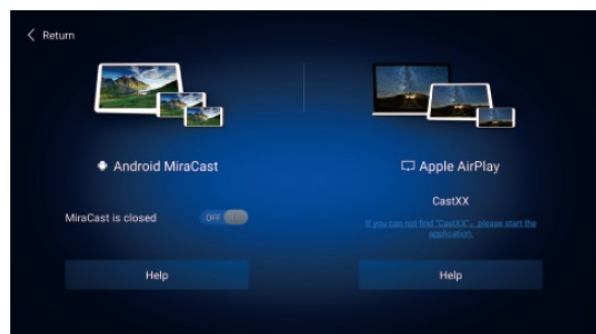 Return
Android MiraCast
Apple AirPlay
MiraCast is closed
OFF
CastXX
If you can not find "CastXX", please start the
application.
Help
Help